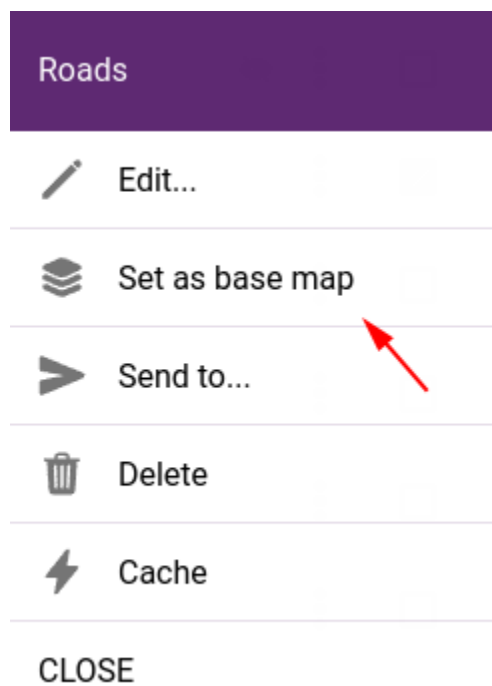 Roads
Edit...
Set as base map
Send to...
Delete
Cache
CLOSE